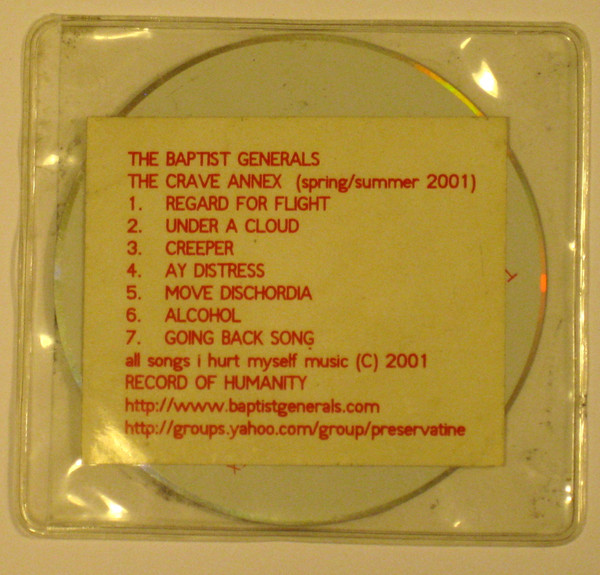 THE BAPTIST GENERALS
THE CRAVE ANNEX (spring/summer 2001)
1. REGARD FOR FLIGHT
2. UNDER A CLOUD
3. CREEPER
4. AY DISTRESS
5. MOVE DISCHORDIA
6. ALCOHOL
7. GOING BACK SONG
all songs i hurt myself music (C) 2001
RECORD OF HUMANITY
http://www.baptistgenerals.com
http://groups.yahoo.com/group/preservatine